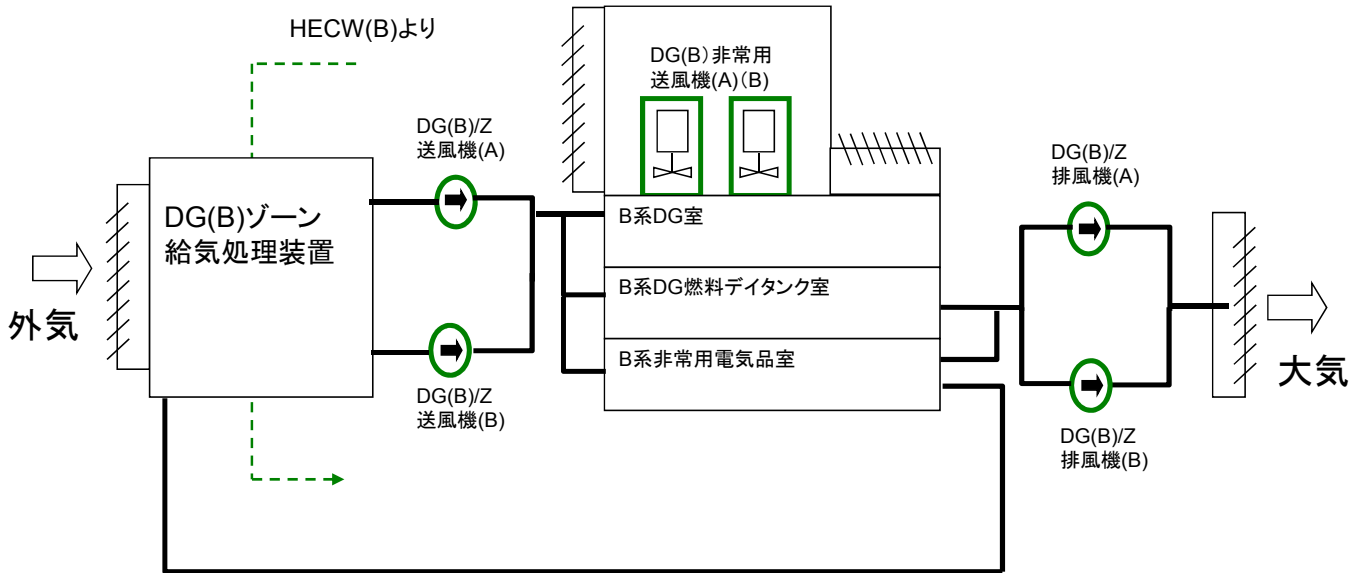 HECW(B)より
DG(B)非常用
送風機(A)(B)
DG(B)/Z
送風機(A)
DG(B)/Z
排風機(A)
DG(B)ゾーン
給気処理装置
B系DG室
B系DG燃料デイタンク室
外気
B系非常用電気品室
大気
DG(B)/Z
送風機(B)
DG(B)/Z
排風機(B)